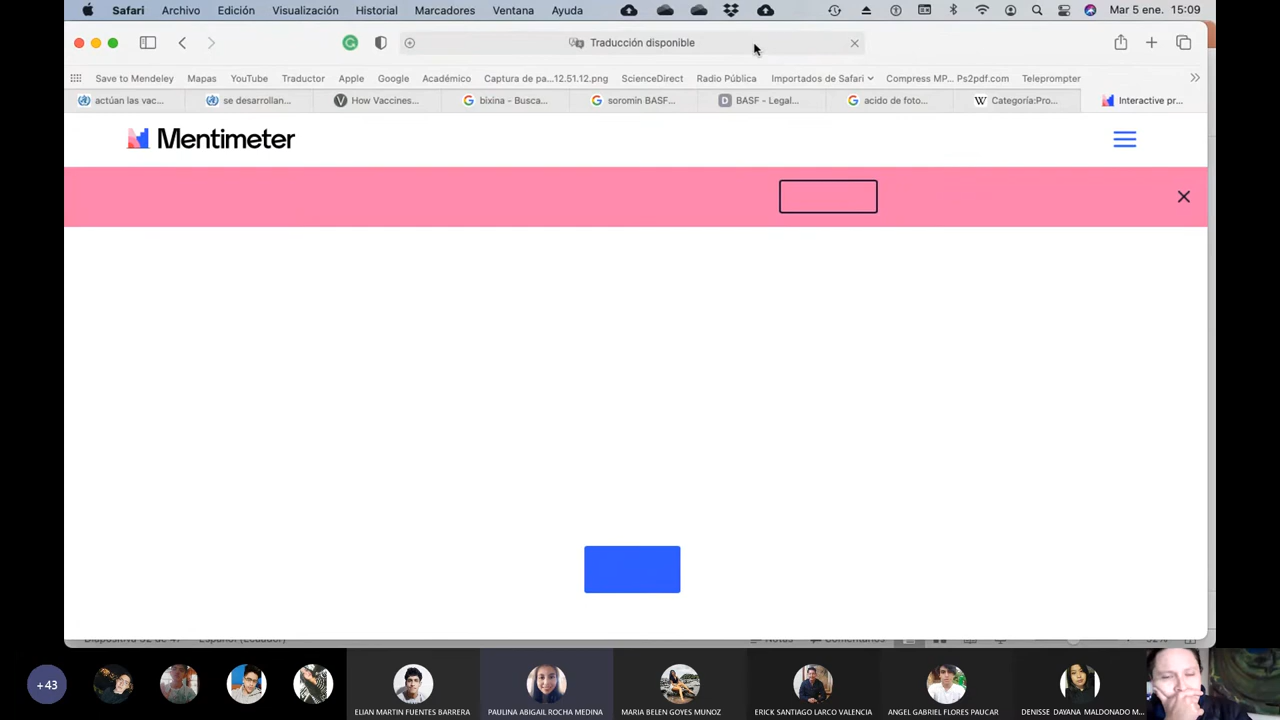 Safari Archivo Edición Visualización Historial Marcadores Ventana Ayuda Mar 5 ene. 15:09
Traducción disponible
Save to Mendeley Mapas YouTube Traductor Apple Google Académico Captura de pa...12.51.12.png ScienceDirect Radio Pública Importados de Safari Compress MP... Ps2pdf.com Teleprompter
actúan las vac... se desarrollan... How Vaccines... bixina - Busca... soromin BASF... BASF - Legal... acido de foto... Categoría:Pro... Interactive pr...
Mentimeter
Español (Ecuador)
+43 ELIAN MARTIN FUENTES BARRERA PAULINA ABIGAIL ROCHA MEDINA MARIA BELEN GOYES MUNOZ ERICK SANTIAGO LARCO VALENCIA ANGEL GABRIEL FLORES PAUCAR DENISSE DAYANA MALDONADO M...